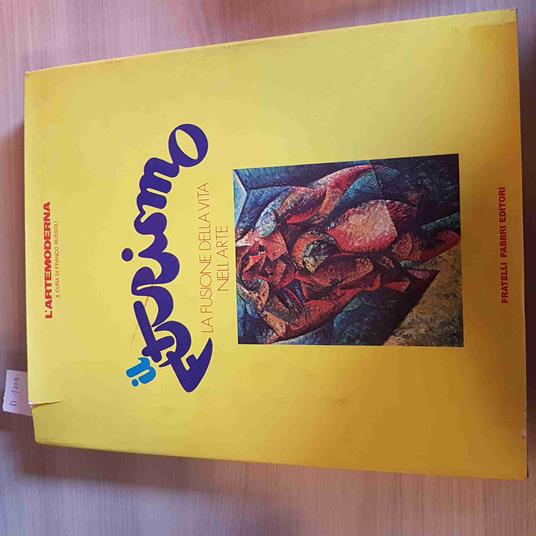 L'ARTEMODERNA
A CURA DI FRANCO RUSSOLI
il
FUTURISMO
LA FUSIONE DELLA VITA
NELL'ARTE
FRATELLI FABBRI EDITORI